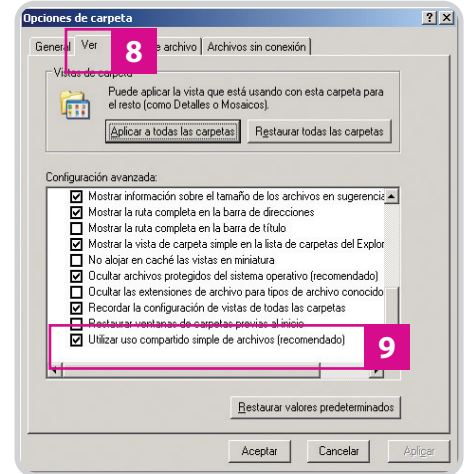 Opciones de carpeta
General Ver 8 e archivo Archivos sin conexión
Vistas de carpeta
Puede aplicar la vista que está usando con esta carpeta para
el resto (como Detalles o Mosaicos).
Aplicar a todas las carpetas Restaurar todas las carpetas
Configuración avanzada:
Mostrar información sobre el tamaño de los archivos en sugerencia
Mostrar la ruta completa en la barra de direcciones
Mostrar la ruta completa en la barra de título
Mostrar la vista de carpeta simple en la lista de carpetas del Explor
No alojar en caché las vistas en miniatura
Ocultar archivos protegidos del sistema operativo (recomendado)
Ocultar las extensiones de archivo para tipos de archivo conocido
Recordar la configuración de vistas de todas las carpetas
Restaurar ventanas de carpetas previas al inicio
Utilizar uso compartido simple de archivos (recomendado) 9
Restaurar valores predeterminados
Aceptar Cancelar Aplicar